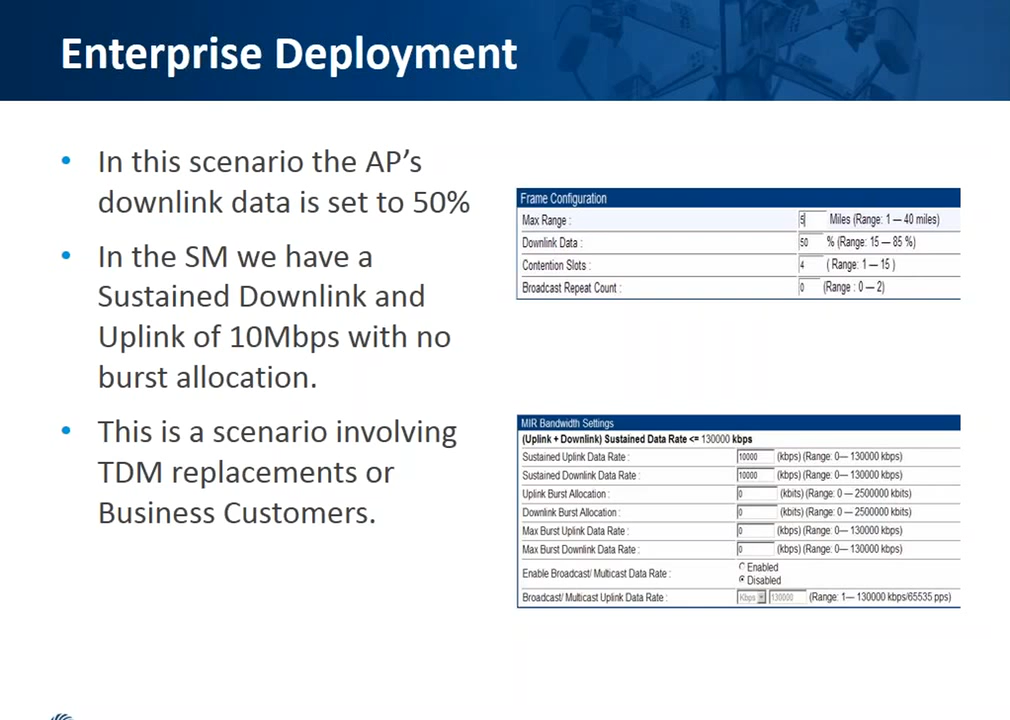 Enterprise Deployment
• In this scenario the AP’s
downlink data is set to 50%
• In the SM we have a
Sustained Downlink and
Uplink of 10Mbps with no
burst allocation.
• This is a scenario involving
TDM replacements or
Business Customers.
Frame Configuration
Max Range : 5 Miles (Range: 1 — 40 miles)
Downlink Data : 50 % (Range: 15 — 85 %)
Contention Slots : 4 ( Range: 1 — 15 )
Broadcast Repeat Count : 0 (Range : 0 — 2)
MIR Bandwidth Settings
(Uplink + Downlink) Sustained Data Rate <= 130000 kbps
Sustained Uplink Data Rate : 10000 (kbps) (Range: 0— 130000 kbps)
Sustained Downlink Data Rate : 10000 (kbps) (Range: 0— 130000 kbps)
Uplink Burst Allocation : 0 (kbits) (Range: 0 — 2500000 kbits)
Downlink Burst Allocation : 0 (kbits) (Range: 0 — 2500000 kbits)
Max Burst Uplink Data Rate : 0 (kbps) (Range: 0— 130000 kbps)
Max Burst Downlink Data Rate : 0 (kbps) (Range: 0— 130000 kbps)
Enable Broadcast/ Multicast Data Rate : Enabled
Disabled
Broadcast/ Multicast Uplink Data Rate : Kbps 130000 (Range: 1— 130000 kbps/65535 pps)